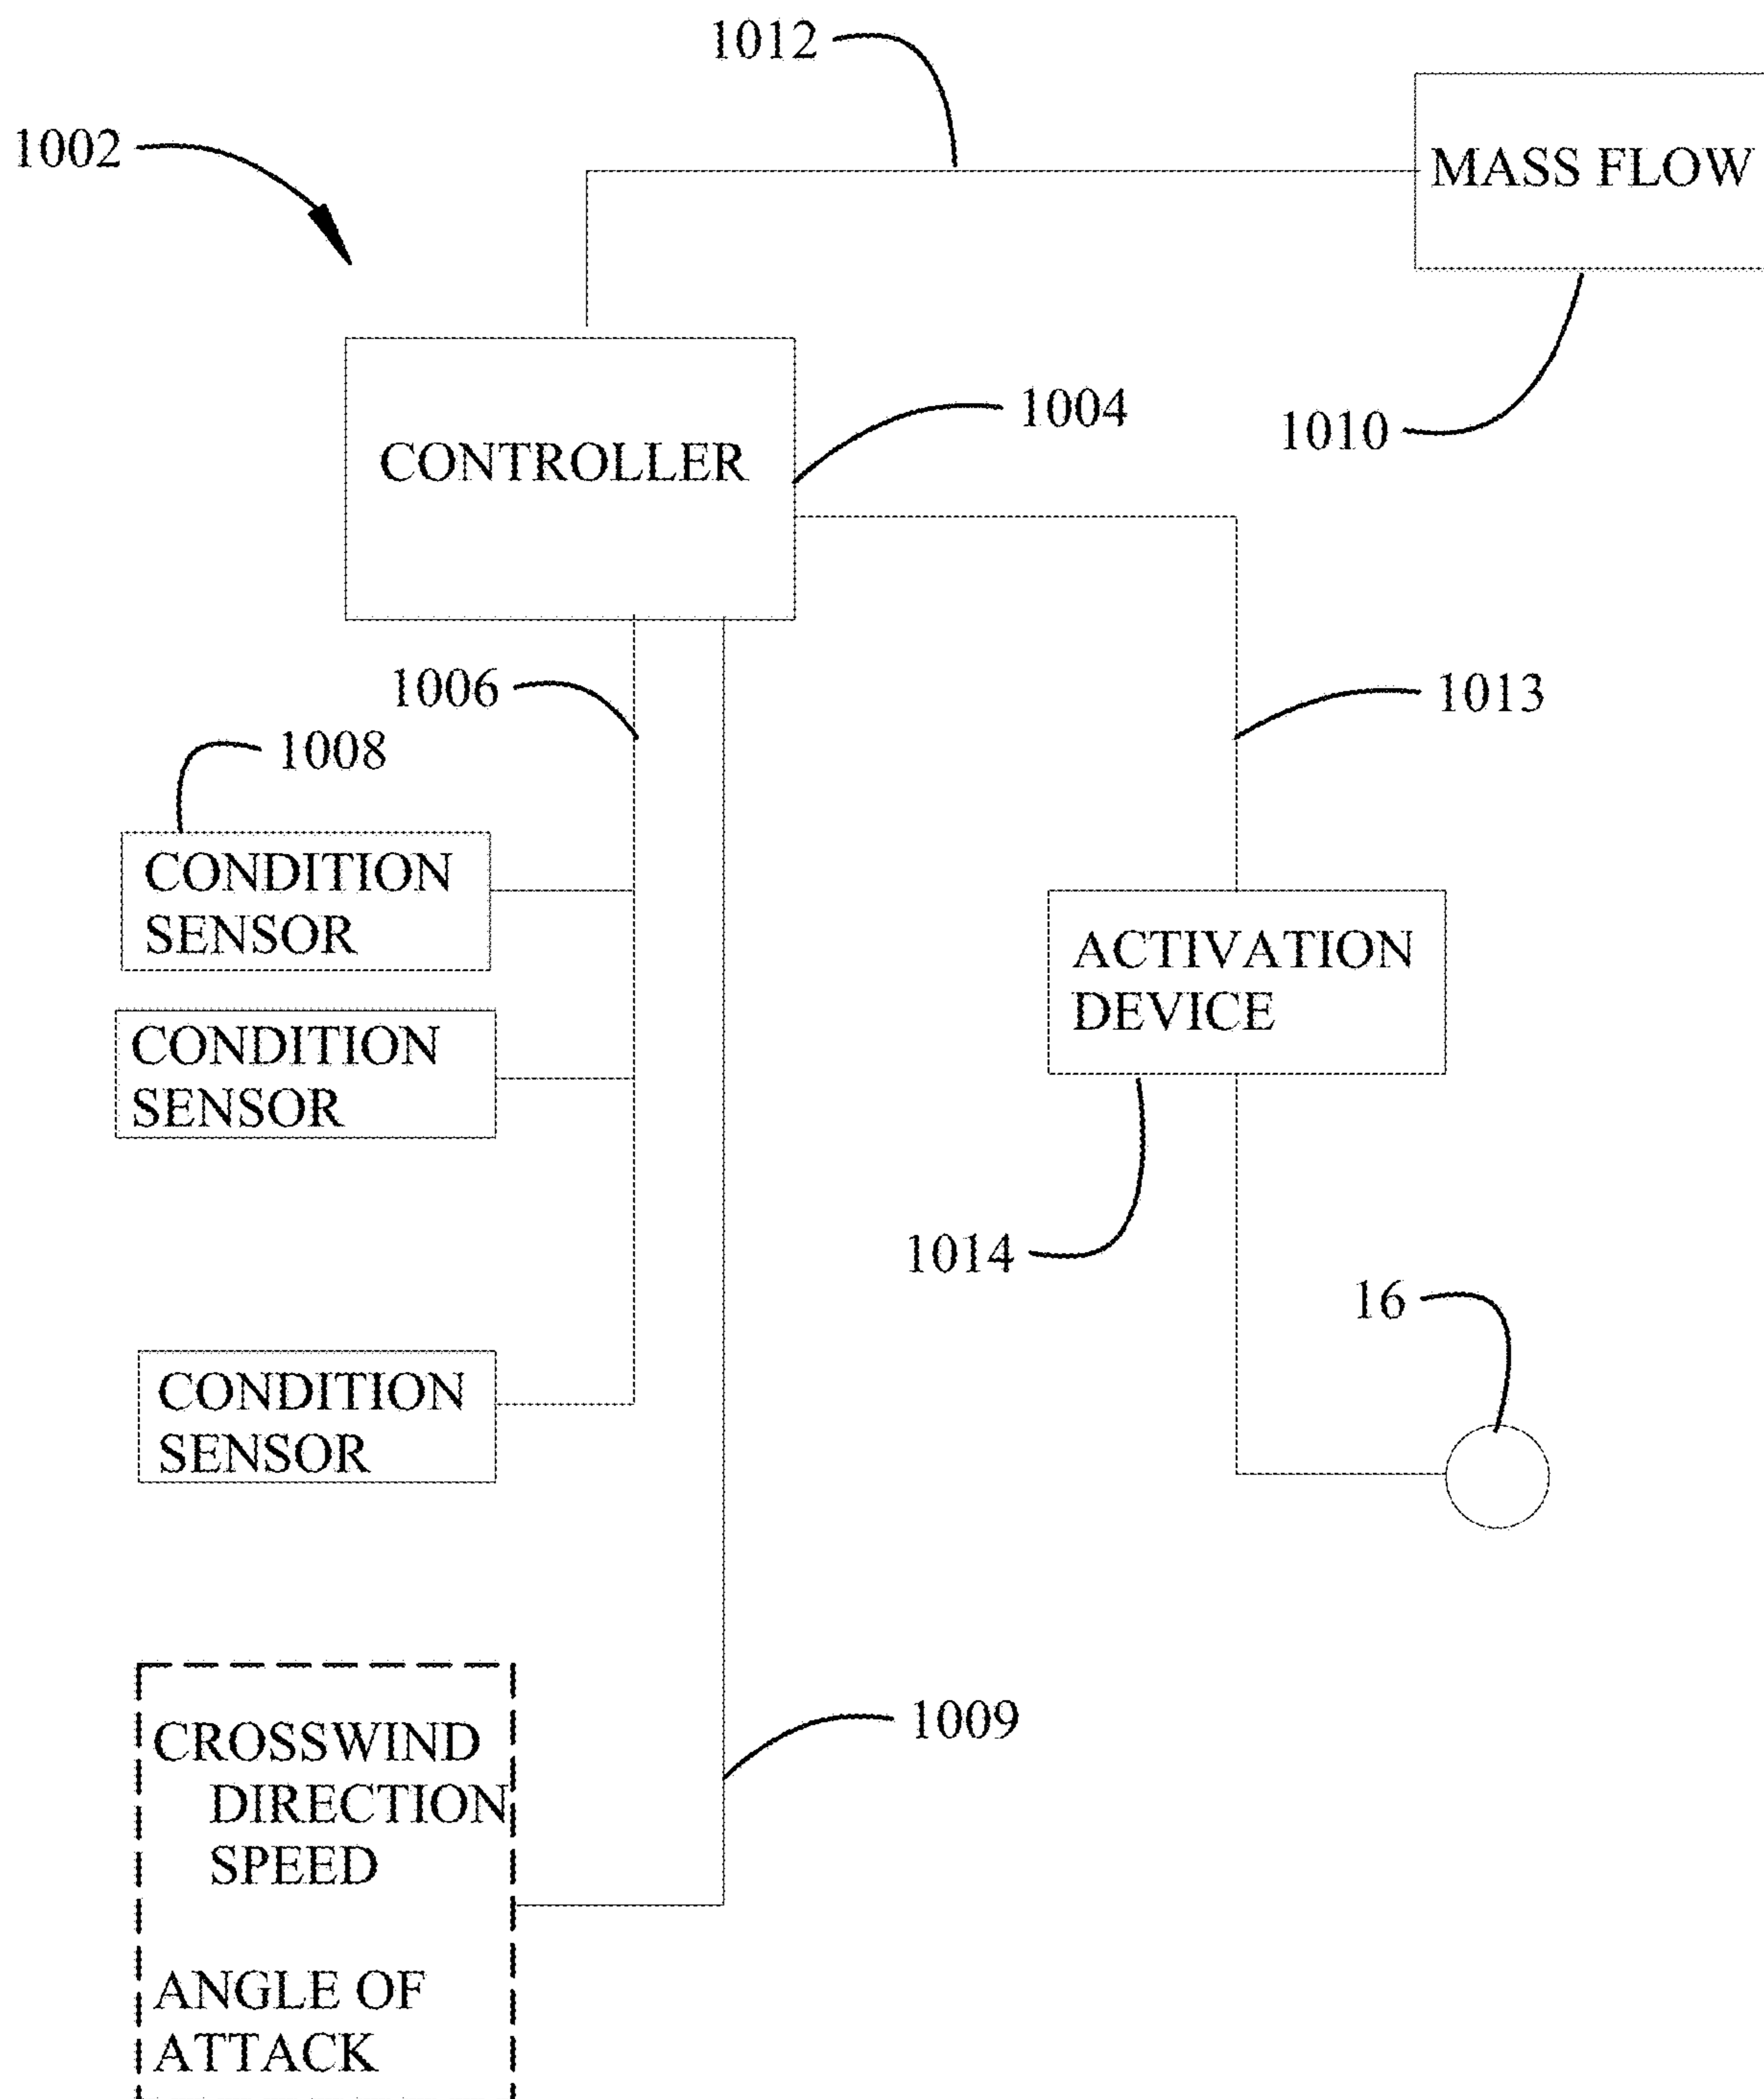 1012
1002
MASS FLOW
1004
1010
CONTROLLER
1006
1013
1008
CONDITION
SENSOR
ACTIVATION
DEVICE
CONDITION
SENSOR
1014
16
CONDITION
SENSOR
1009
CROSSWIND
DIRECTION
SPEED
ANGLE OF
ATTACK